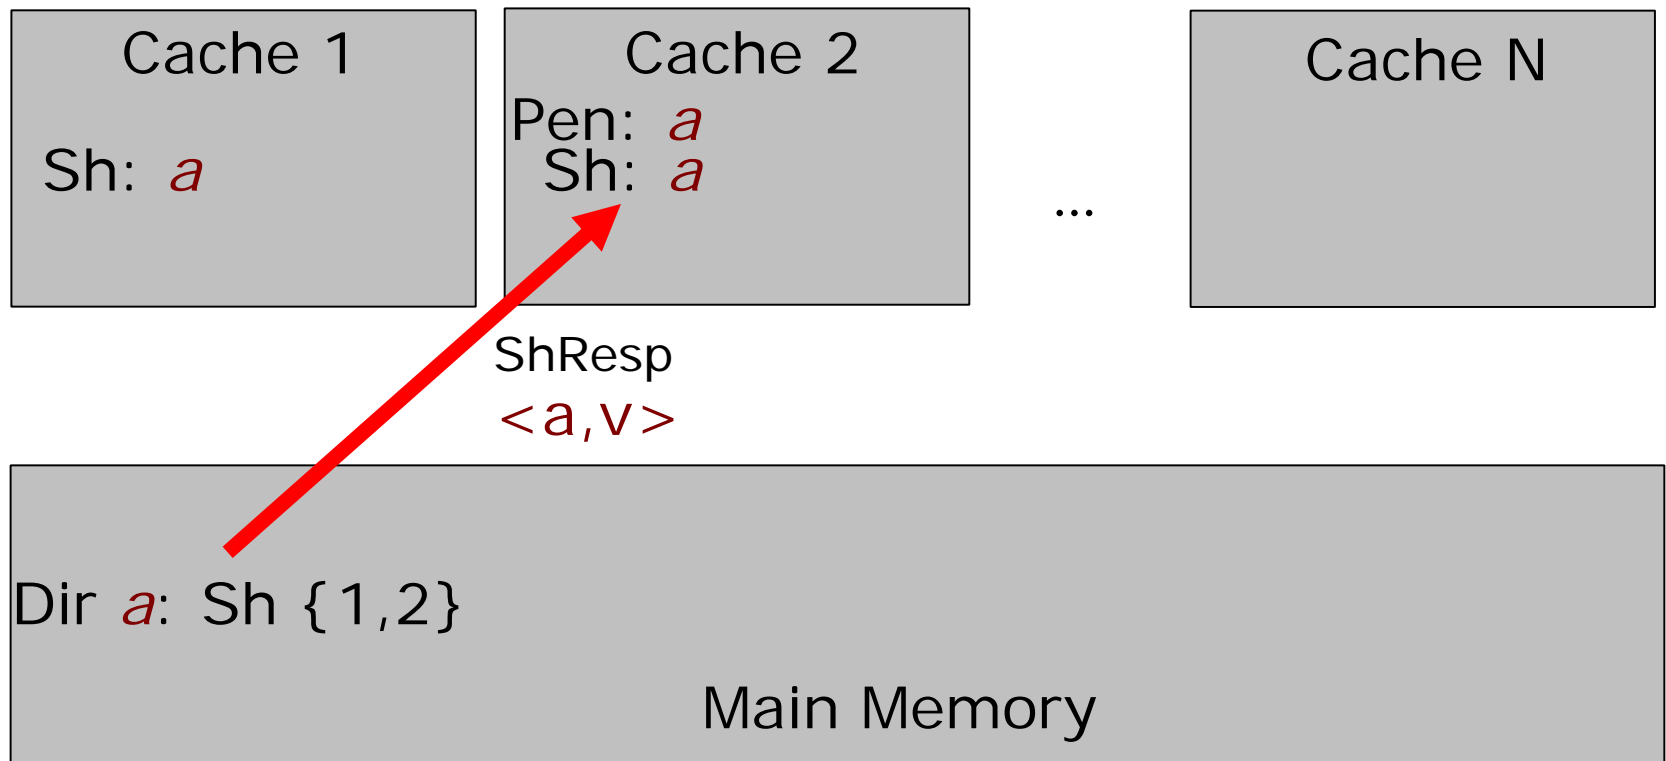 Cache 1
Sh: a
Cache 2
Pen: a
Sh: a
...
Cache N
ShResp
<a,v>
Dir a: Sh {1,2}
Main Memory